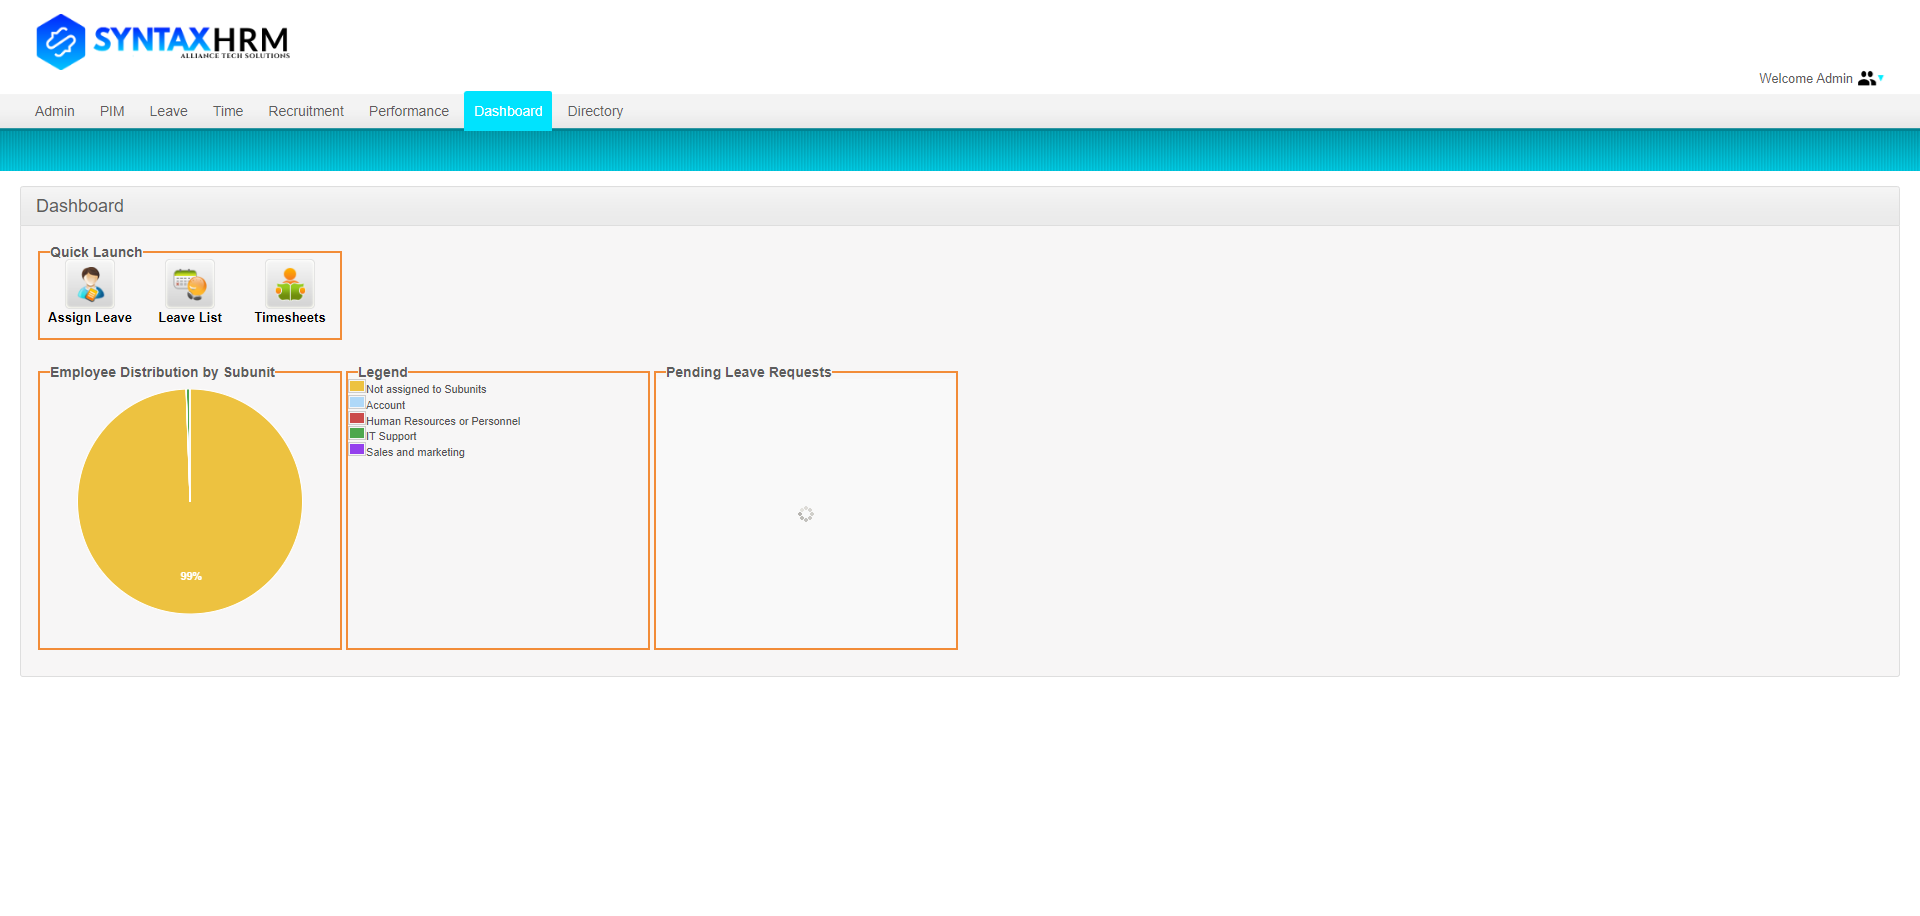 SYNTAXHRM
ALLIANCE TECH SOLUTIONS
Welcome Admin
Admin PIM Leave Time Recruitment Performance Dashboard Directory
Dashboard
Quick Launch
Assign Leave Leave List Timesheets
Employee Distribution by Subunit
99%
Legend
Not assigned to Subunits
Account
Human Resources or Personnel
IT Support
Sales and marketing
Pending Leave Requests